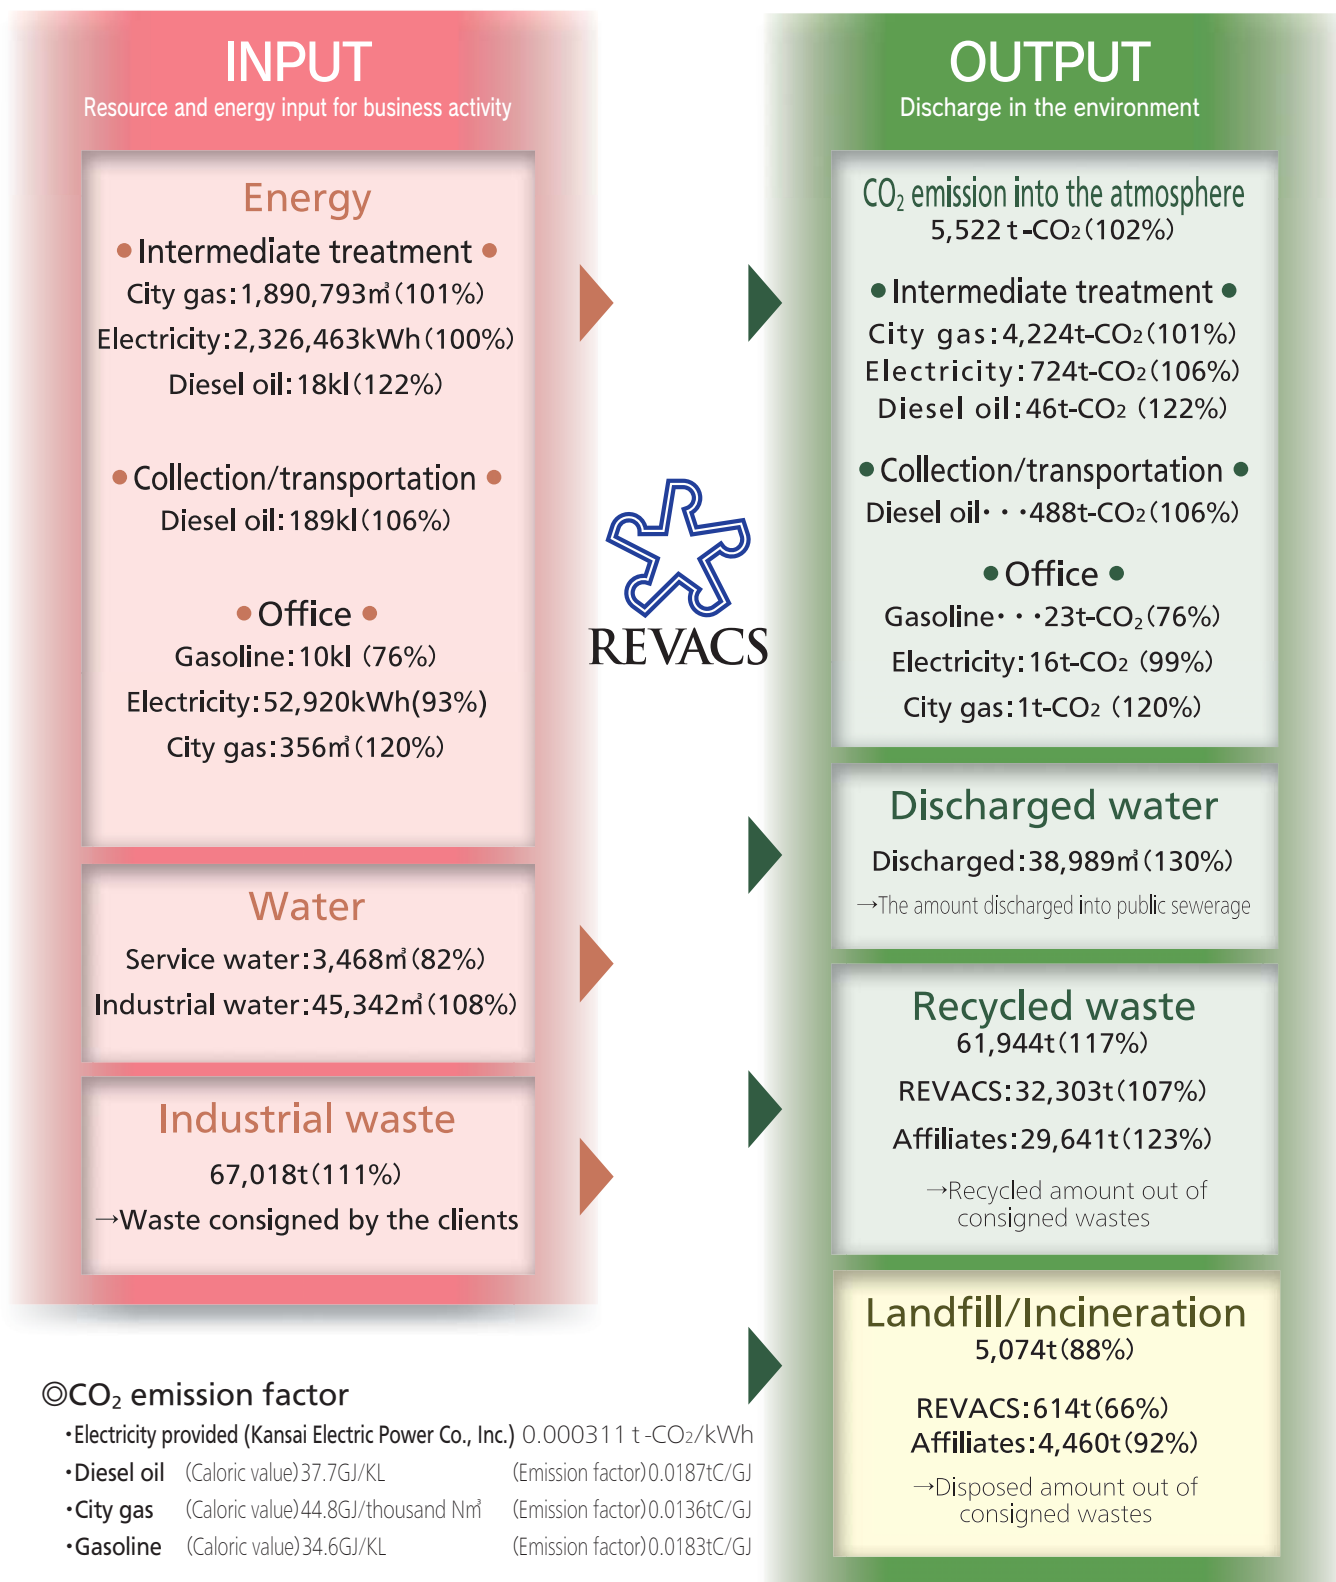 INPUT
Resource and energy input for business activity
Energy
● Intermediate treatment ●
City gas:1,890,793㎥(101%)
Electricity:2,326,463kWh(100%)
Diesel oil:18kl(122%)
● Collection/transportation ●
Diesel oil:189kl(106%)
● Office ●
Gasoline:10kl (76%)
Electricity:52,920kWh(93%)
City gas:356㎥(120%)
Water
Service water:3,468㎥(82%)
Industrial water:45,342㎥(108%)
Industrial waste
67,018t(111%)
→Waste consigned by the clients
REVACS
OUTPUT
Discharge in the environment
CO₂ emission into the atmosphere
5,522 t -CO2(102%)
● Intermediate treatment ●
City gas:4,224t-CO2(101%)
Electricity:724t-CO2(106%)
Diesel oil:46t-CO2 (122%)
● Collection/transportation ●
Diesel oil・・・488t-CO2(106%)
● Office ●
Gasoline・・・23t-CO₂(76%)
Electricity:16t-CO2 (99%)
City gas:1t-CO2 (120%)
Discharged water
Discharged:38,989㎥(130%)
→The amount discharged into public sewerage
Recycled waste
61,944t(117%)
REVACS:32,303t(107%)
Affiliates:29,641t(123%)
→Recycled amount out of
consigned wastes
Landfill/Incineration
5,074t(88%)
REVACS:614t(66%)
Affiliates:4,460t(92%)
→Disposed amount out of
consigned wastes
◎CO₂ emission factor
・Electricity provided (Kansai Electric Power Co., Inc.) 0.000311 t -CO2/kWh
・Diesel oil (Caloric value)37.7GJ/KL (Emission factor)0.0187tC/GJ
・City gas (Caloric value)44.8GJ/thousand N㎥ (Emission factor)0.0136tC/GJ
・Gasoline (Caloric value)34.6GJ/KL (Emission factor)0.0183tC/GJ